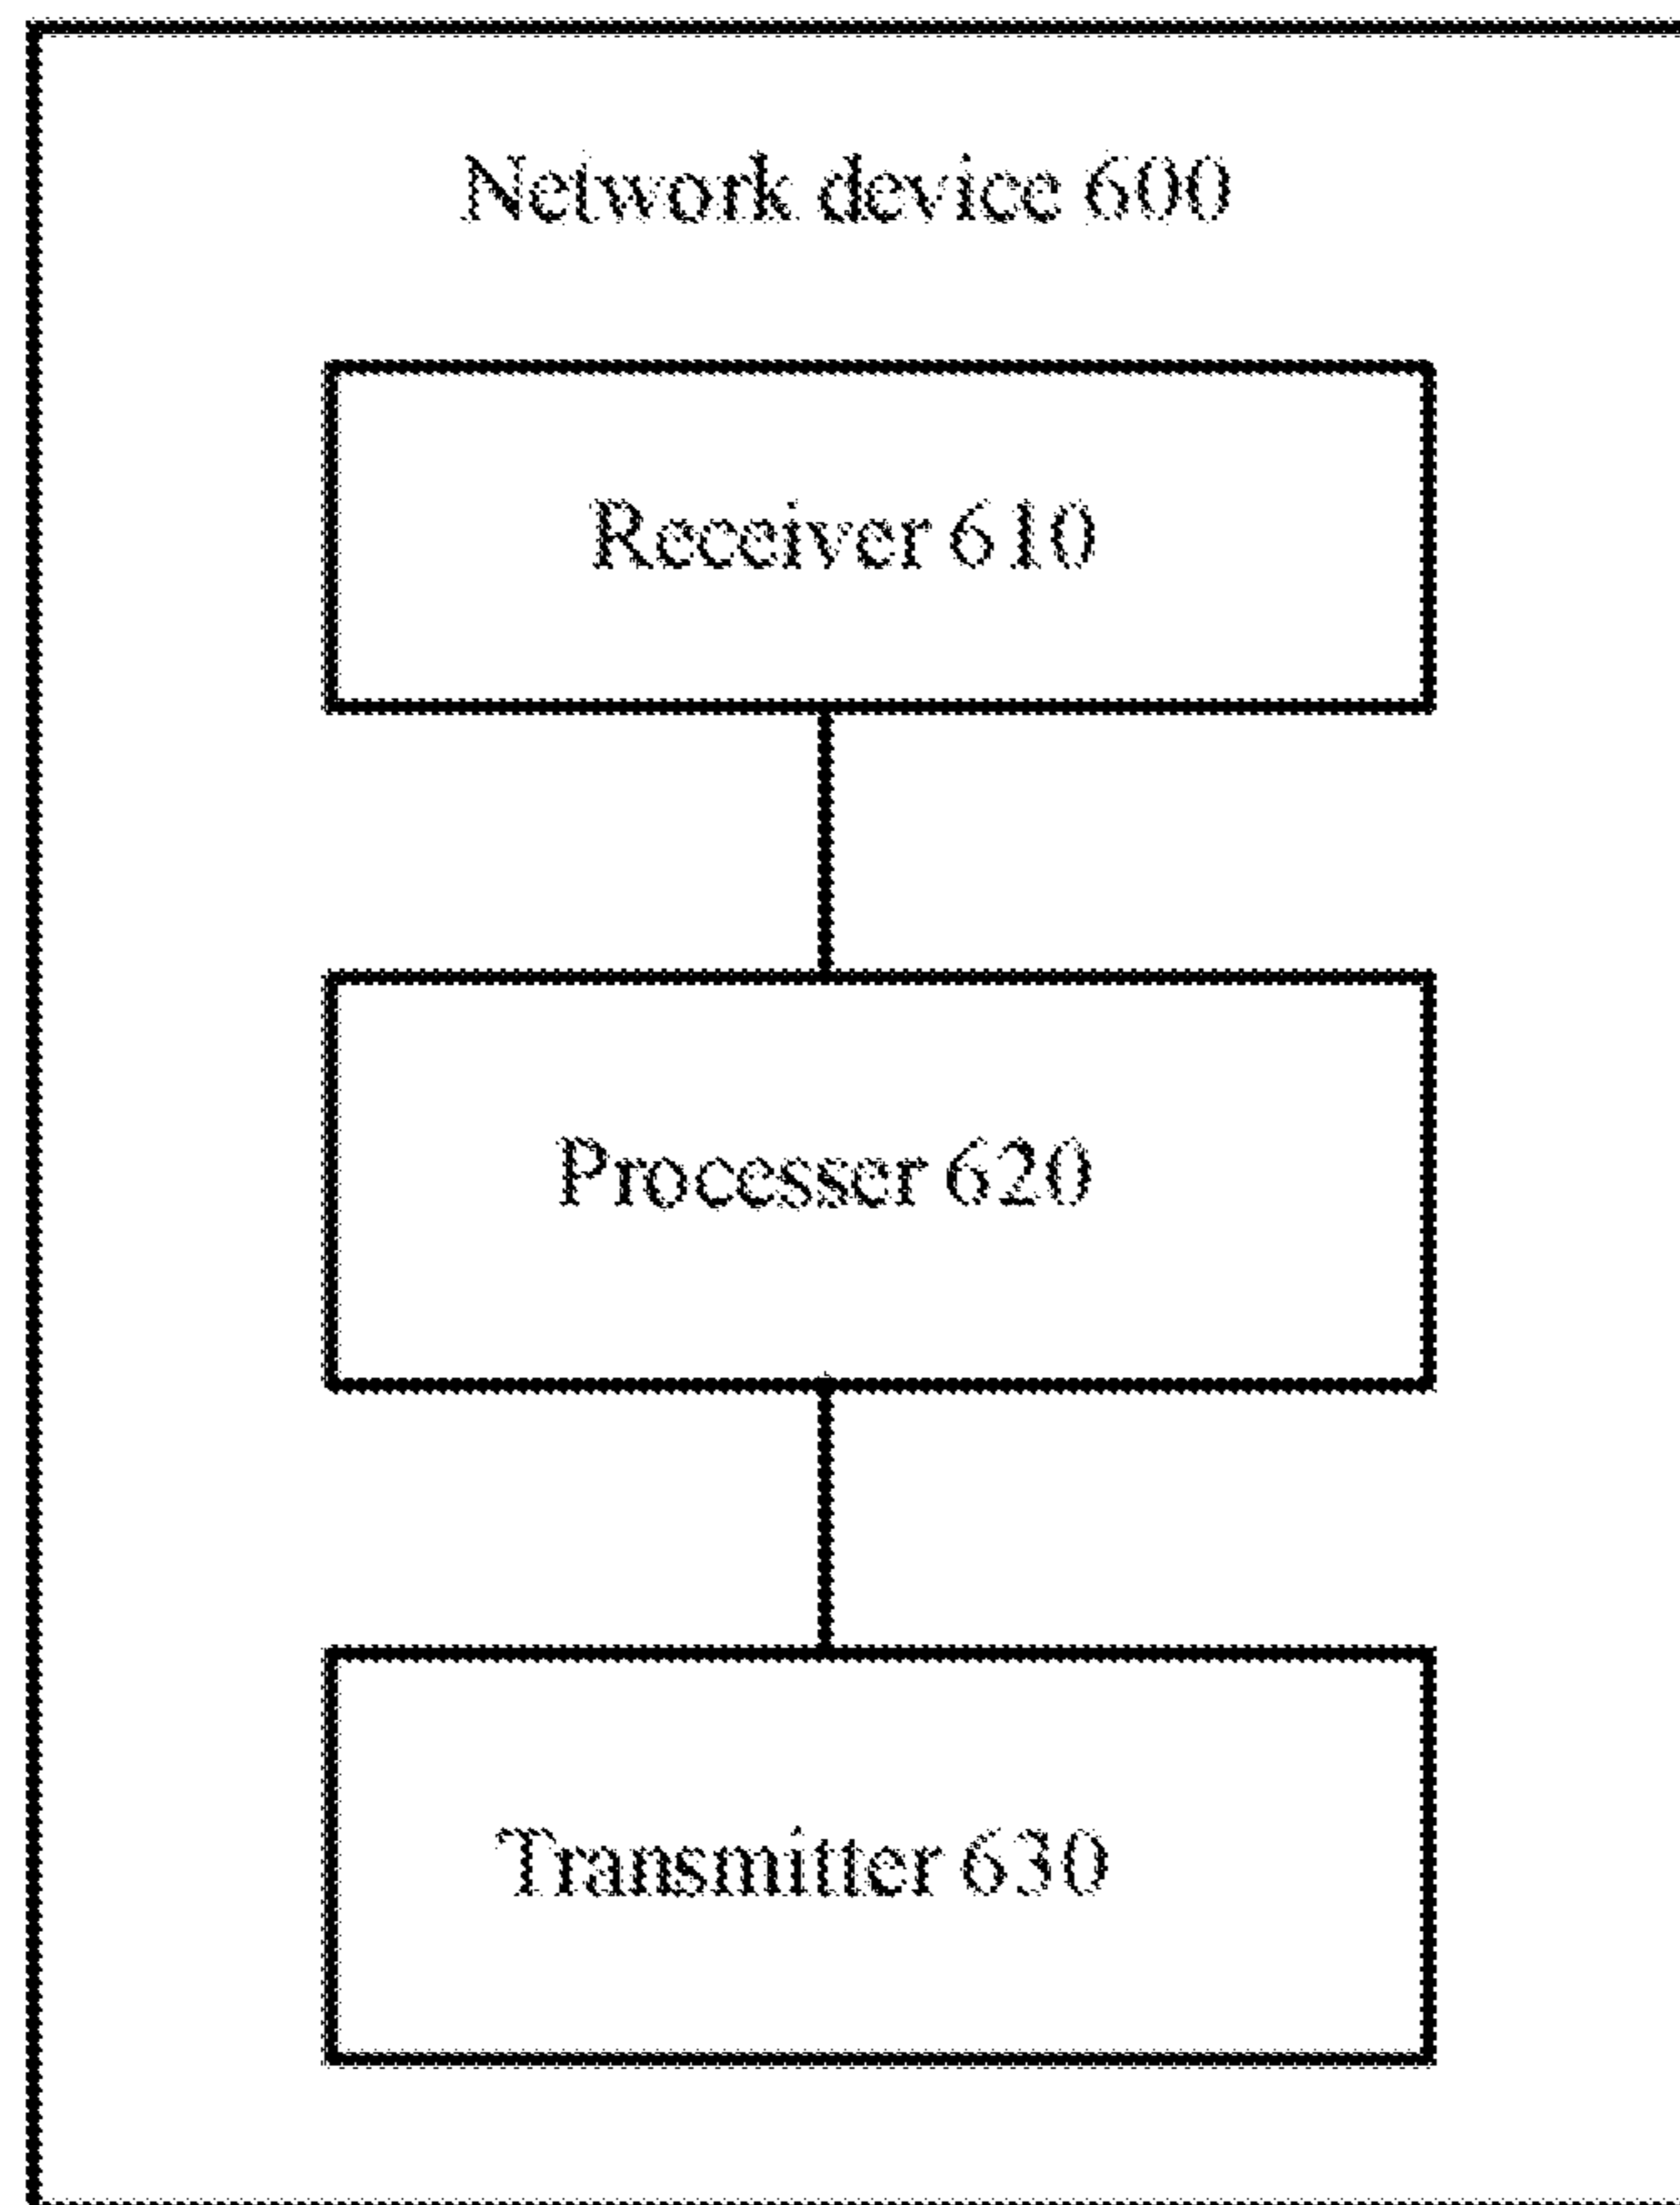 Network device 600
Receiver 610
Processer 620
Transmitter 630